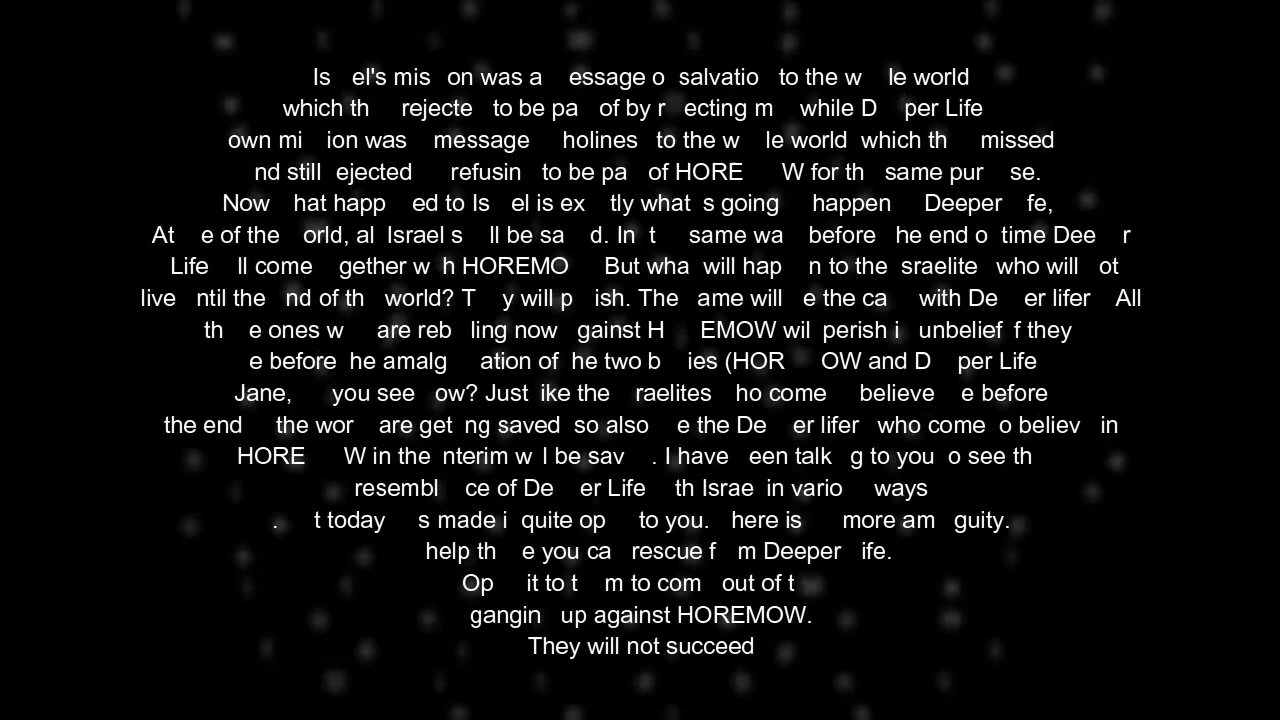 Is el's mis on was a essage o salvatio to the w le world
which th rejecte to be pa of by r ecting m while D per Life
own mi ion was message holines to the w le world which th missed
nd still ejected refusin to be pa of HORE W for th same pur se.
Now hat happ ed to Is el is ex tly what s going happen Deeper fe,
At e of the orld, al Israel s ll be sa d. In t same wa before he end o time Dee r
Life ll come gether w h HOREMO But wha will hap n to the sraelite who will ot
live ntil the nd of th world? T y will p ish. The ame will e the ca with De er lifer All
th e ones w are reb ling now gainst H EMOW wil perish i unbelief f they
e before he amalg ation of he two b ies (HOR OW and D per Life
Jane, you see ow? Just ike the raelites ho come believe e before
the end the wor are get ng saved so also e the De er lifer who come o believ in
HORE W in the nterim w l be sav . I have een talk g to you o see th
resembl ce of De er Life th Israe in vario ways
. t today s made i quite op to you. here is more am guity.
help th e you ca rescue f m Deeper ife.
Op it to t m to com out of t
gangin up against HOREMOW.
They will not succeed